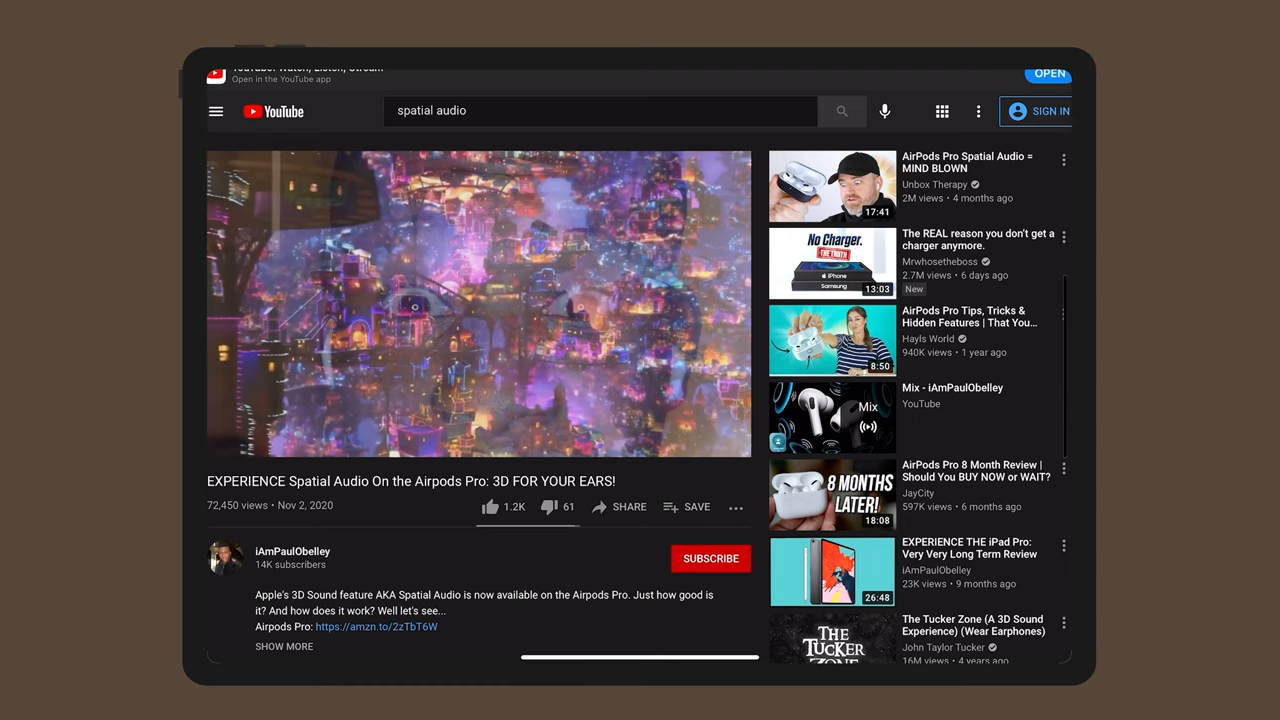 YouTube: Watch, Listen, Stream
Open in the YouTube app
OPEN
YouTube
spatial audio
SIGN IN
EXPERIENCE Spatial Audio On the Airpods Pro: 3D FOR YOUR EARS!
72,450 views • Nov 2, 2020
1.2K
61
SHARE
SAVE
iAmPaulObelley
14K subscribers
SUBSCRIBE
Apple's 3D Sound feature AKA Spatial Audio is now available on the Airpods Pro. Just how good is
it? And how does it work? Well let's see...
Airpods Pro: https://amzn.to/2zTbT6W
SHOW MORE
17:41
AirPods Pro Spatial Audio =
MIND BLOWN
Unbox Therapy
2M views • 4 months ago
No Charger.
THE TRUTH
iPhone
Samsung
13:03
The REAL reason you don't get a
charger anymore.
Mrwhosetheboss
2.7M views • 6 days ago
New
8:50
AirPods Pro Tips, Tricks &
Hidden Features | That You...
Hayls World
940K views • 1 year ago
Mix
Mix - iAmPaulObelley
YouTube
8 MONTHS
LATER!
18:08
AirPods Pro 8 Month Review |
Should You BUY NOW or WAIT?
JayCity
597K views • 6 months ago
26:48
EXPERIENCE THE iPad Pro:
Very Very Long Term Review
iAmPaulObelley
23K views • 9 months ago
THE
TUCKER
ZONE
The Tucker Zone (A 3D Sound
Experience) (Wear Earphones)
John Taylor Tucker
16M views • 4 years ago